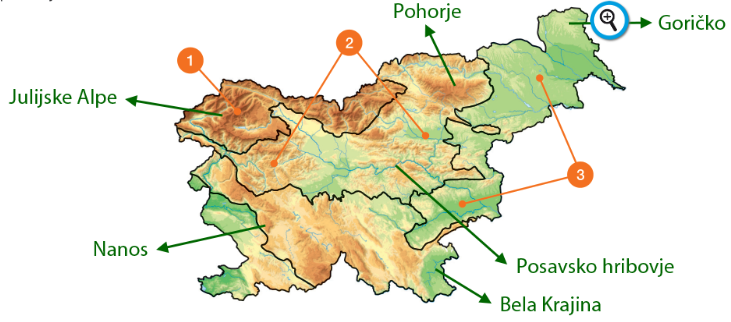 Pohorje
Goričko
1
2
Julijske Alpe
3
Nanos
Posavsko hribovje
Bela Krajina